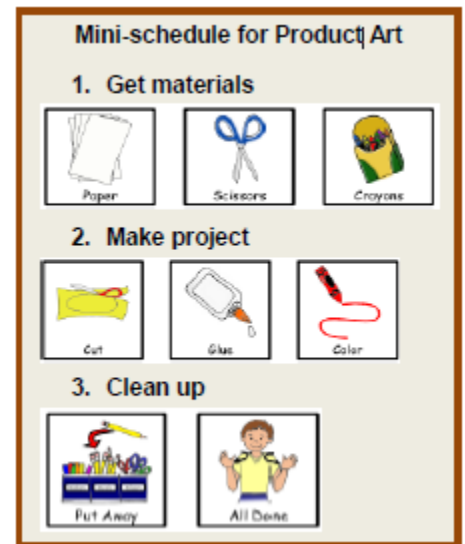 Mini-schedule for Product Art
1. Get materials
Paper Scissors Crayons
2. Make project
Cut Glue Color
3. Clean up
Put Away All Done